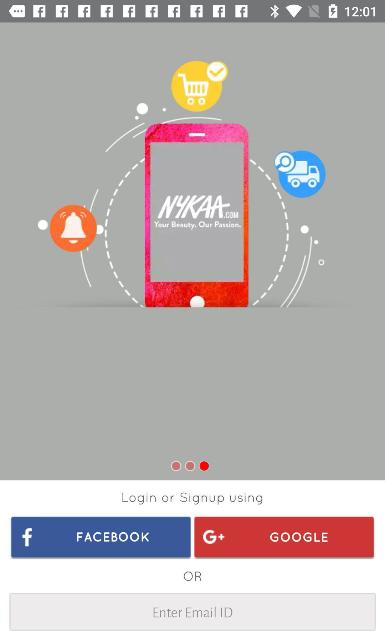 12:01
NYKAA.COM
Your Beauty. Our Passion.
Login or Signup using
FACEBOOK
GOOGLE
OR
Enter Email ID